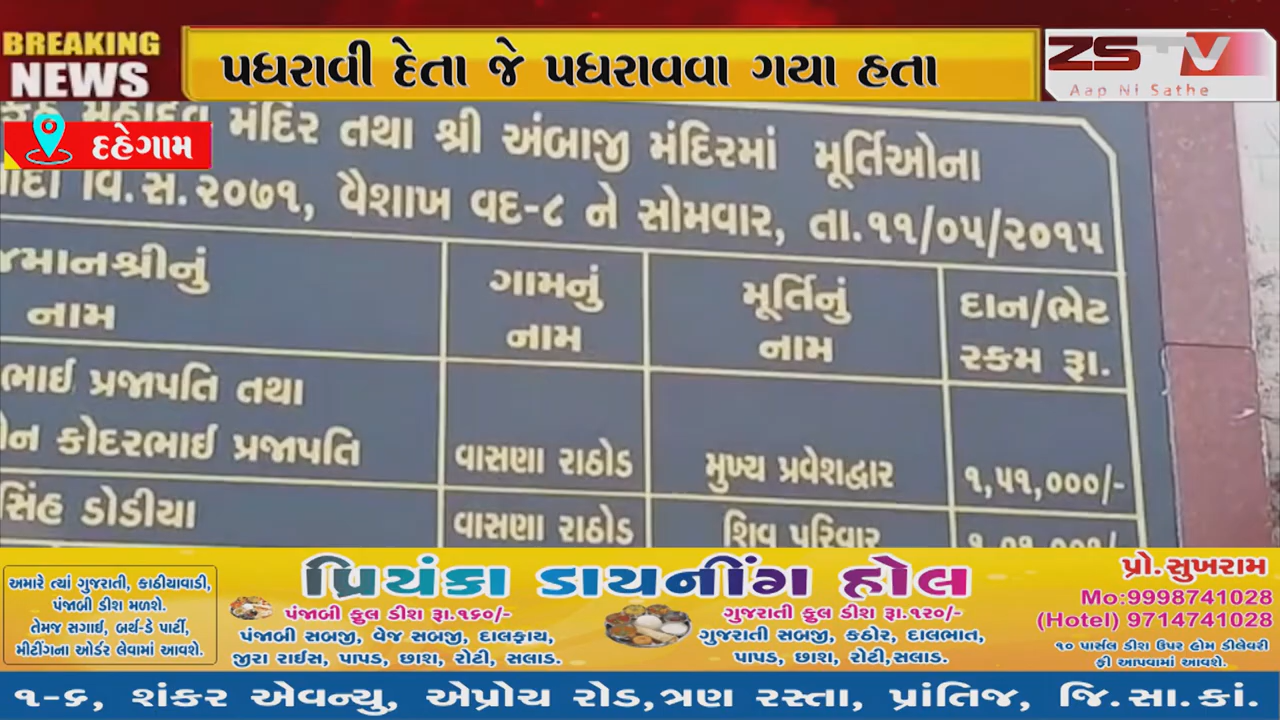 BREAKING
NEWS
પધરાવી દેતા જે પધરાવવા ગયા હતા
ZSTV
Aap Ni Sathe
દહેગામ
મહાદેવ મંદિર તથા શ્રી અંબાજી મંદિરમાં મૂર્તિઓના
વિ.સ.૨૦૭૧, વૈશાખ વદ-૮ ને સોમવાર, તા.૧૧/૦૫/૨૦૧૫
જમાનશ્રીનું
નામ
ગામનું
નામ
મૂર્તિનું
નામ
દાન/ભેટ
રકમ રૂા.
ભાઈ પ્રજાપતિ તથા
ેન કોદરભાઈ પ્રજાપતિ
વાસણા રાઠોડ
મુખ્ય પ્રવેશદ્વાર
૧,૫૧,૦૦૦/-
સિંહ ડોડીયા
વાસણા રાઠોડ
શિવ પરિવાર
અમારે ત્યાં ગુજરાતી, કાઠીયાવાડી,
પંજાબી ડીશ મળશે.
તેમજ સગાઈ, બર્થ-ડે પાર્ટી,
મીટીંગના ઓર્ડર લેવામાં આવશે.
પ્રિયંકા ડાયનીંગ હોલ
પંજાબી ફુલ ડીશ રૂા.૧૬૦/-
પંજાબી સબજી, વેજ સબજી, દાલફ્રાય,
જીરા રાઈસ, પાપડ, છાશ, રોટી, સલાડ.
ગુજરાતી ફુલ ડીશ રૂા.૧૨૦/-
ગુજરાતી સબજી, કઠોર, દાલભાત,
પાપડ, છાશ, રોટી,સલાડ.
પ્રો.સુખરામ
Mo:9998741028
(Hotel) 9714741028
૧૦ પાર્સલ ડીશ ઉપર હોમ ડીલેવરી
ફ્રી આપવામાં આવશે.
૧-૬, શંકર એવન્યુ, એપ્રોચ રોડ,ત્રણ રસ્તા, પ્રાંતિજ, જિ.સા.કાં.